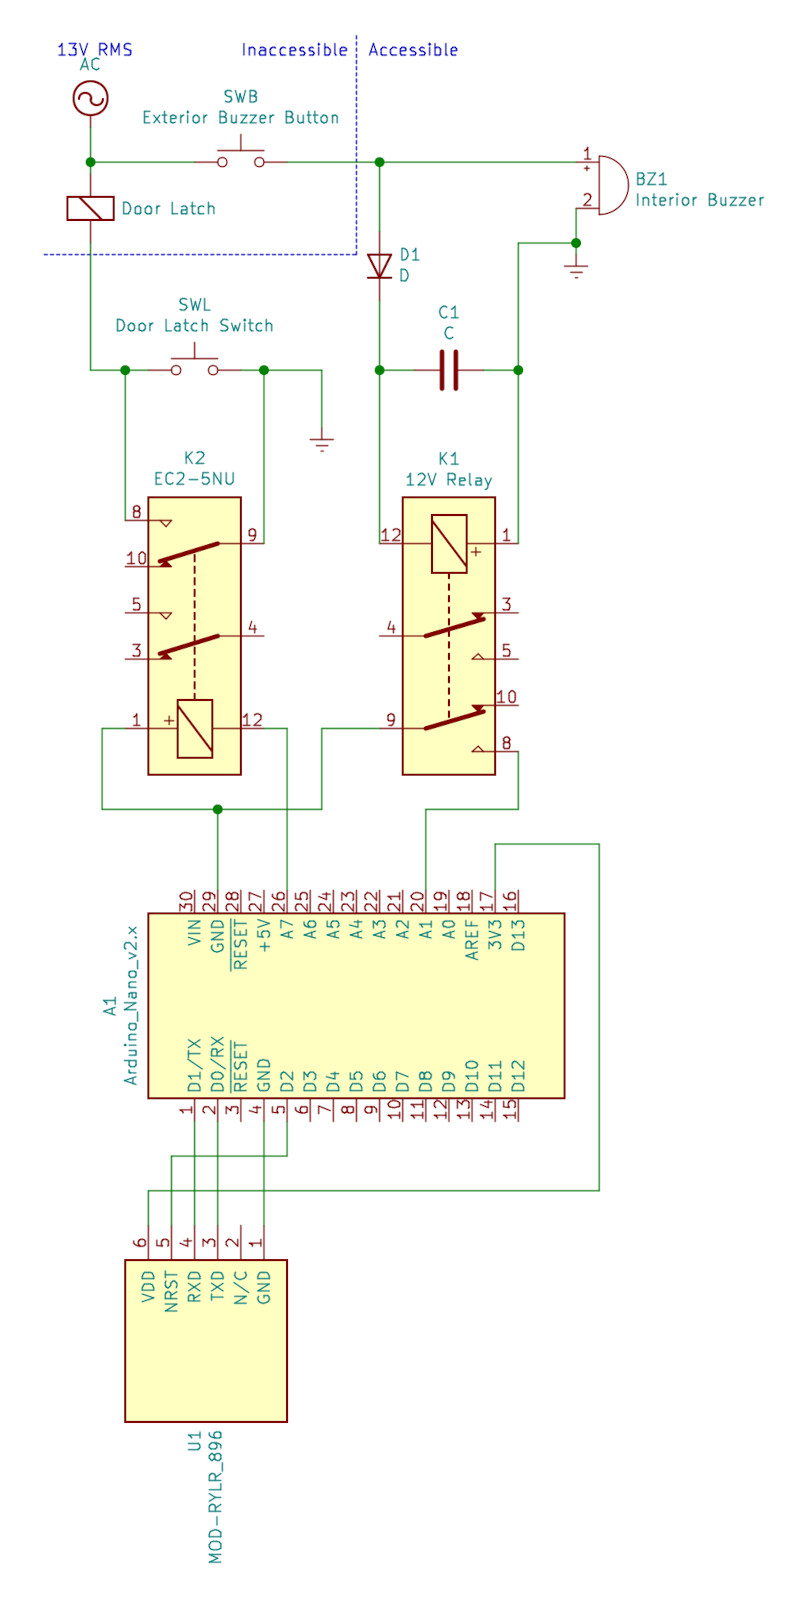 13V RMS
Inaccessible
Accessible
AC
SWB
Exterior Buzzer Button
1
+
BZ1
2
Interior Buzzer
Door Latch
D1
D
SWL
Door Latch Switch
C1
C
K2
EC2-5NU
K1
12V Relay
8
9
10
5
4
3
1
+
12
12
1
+
3
4
5
10
9
8
30
29
28
27
26
25
24
23
22
21
20
19
18
17
16
VIN
GND
RESET
+5V
A7
A6
A5
A4
A3
A2
A1
A0
AREF
3V3
D13
A1
Arduino_Nano_v2.x
D1/TX
D0/RX
RESET
GND
D2
D3
D4
D5
D6
D7
D8
D9
D10
D11
D12
1
2
3
4
5
6
7
8
9
10
11
12
13
14
15
6
5
4
3
2
1
VDD
NRST
RXD
TXD
N/C
GND
U1
MOD-RYLR_896